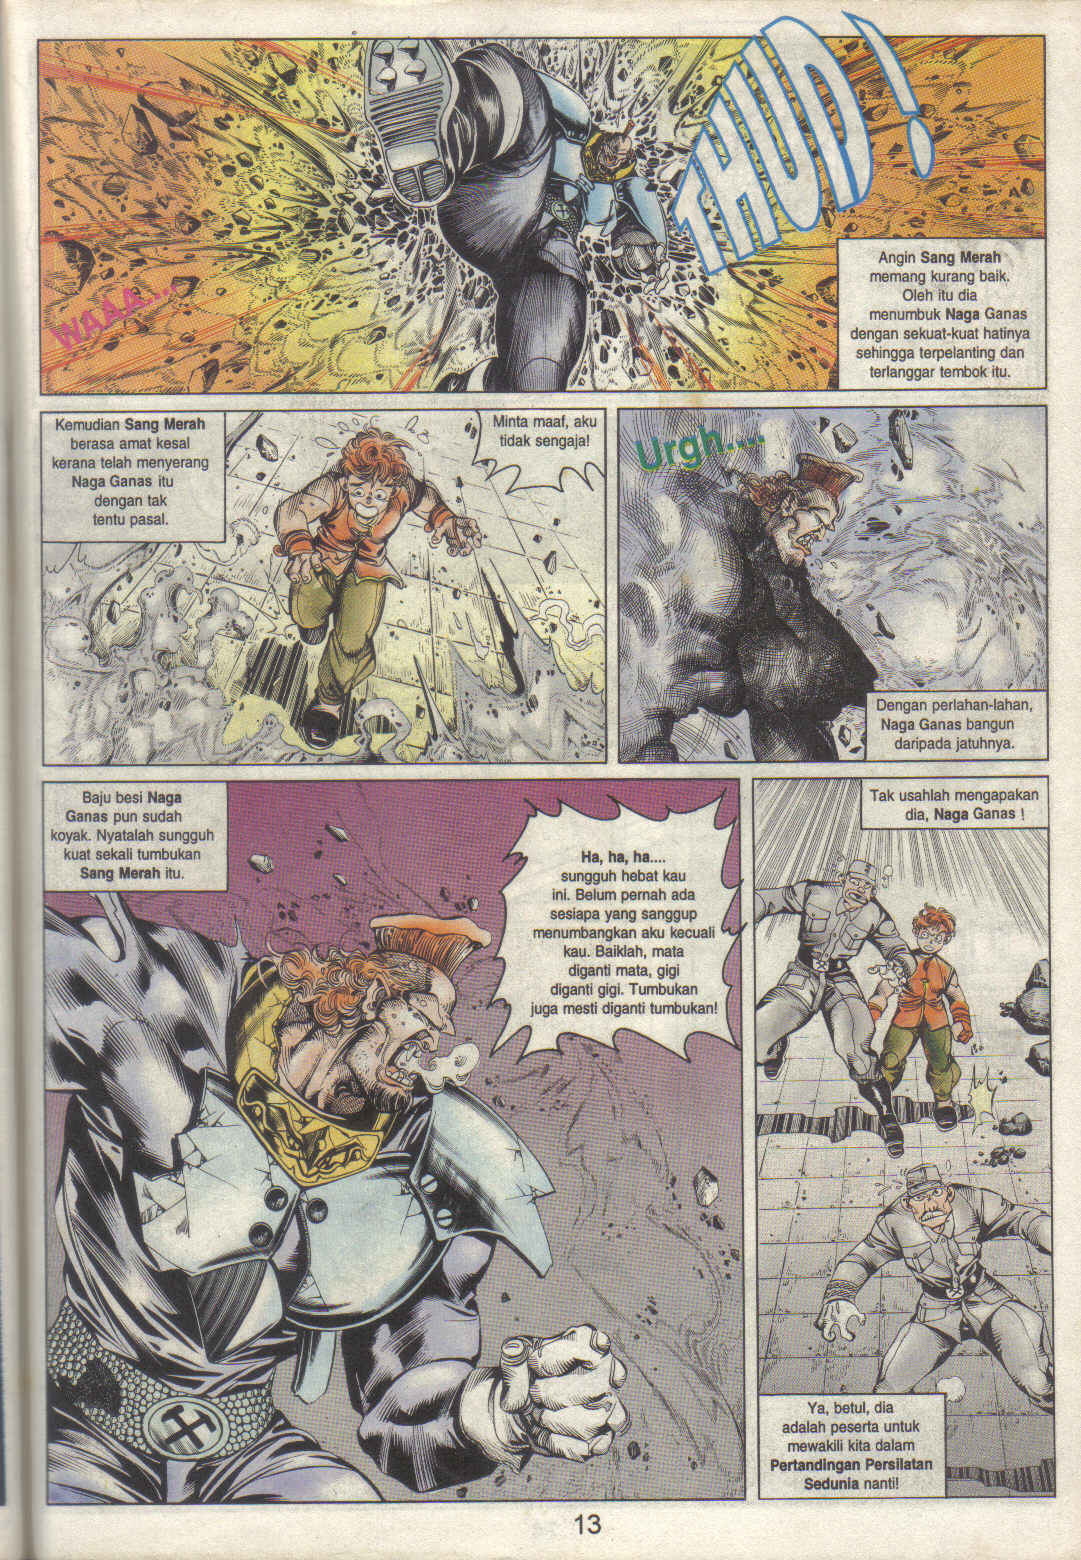 THUD!
WAAA....
Angin Sang Merah
memang kurang baik.
Oleh itu dia
menumbuk Naga Ganas
dengan sekuat-kuat hatinya
sehingga terpelanting dan
terlanggar tembok itu.
Kemudian Sang Merah
berasa amat kesal
kerana telah menyerang
Naga Ganas itu
dengan tak
tentu pasal.
Minta maaf, aku
tidak sengaja!
Urgh....
Dengan perlahan-lahan,
Naga Ganas bangun
daripada jatuhnya.
Baju besi Naga
Ganas pun sudah
koyak. Nyatalah sungguh
kuat sekali tumbukan
Sang Merah itu.
Ha, ha, ha....
sungguh hebat kau
ini. Belum pernah ada
sesiapa yang sanggup
menumbangkan aku kecuali
kau. Baiklah, mata
diganti mata, gigi
diganti gigi. Tumbukan
juga mesti diganti tumbukan!
Tak usahlah mengapakan
dia, Naga Ganas !
Ya, betul, dia
adalah peserta untuk
mewakili kita dalam
Pertandingan Persilatan
Sedunia nanti!
13